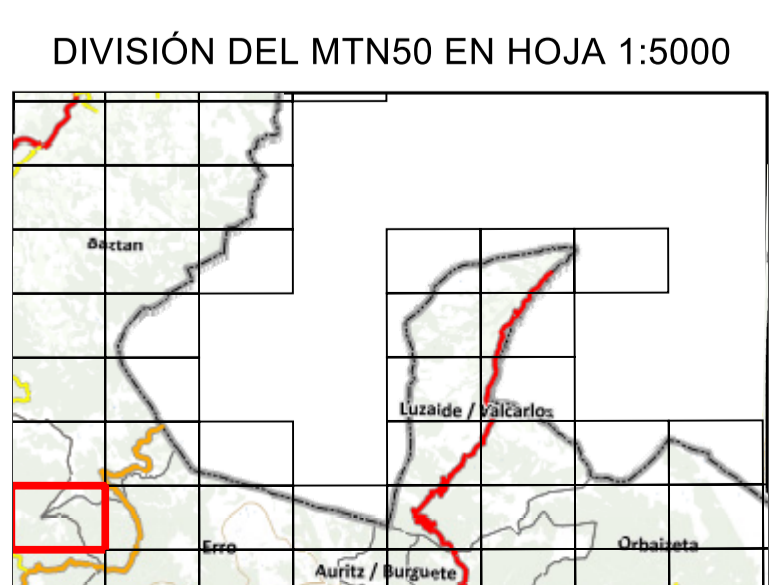 DIVISIÓN DEL MTN50 EN HOJA 1:5000
Baztan
Luzaide / Valcarlos
Orbaizeta
Erro
Auritz / Burguete